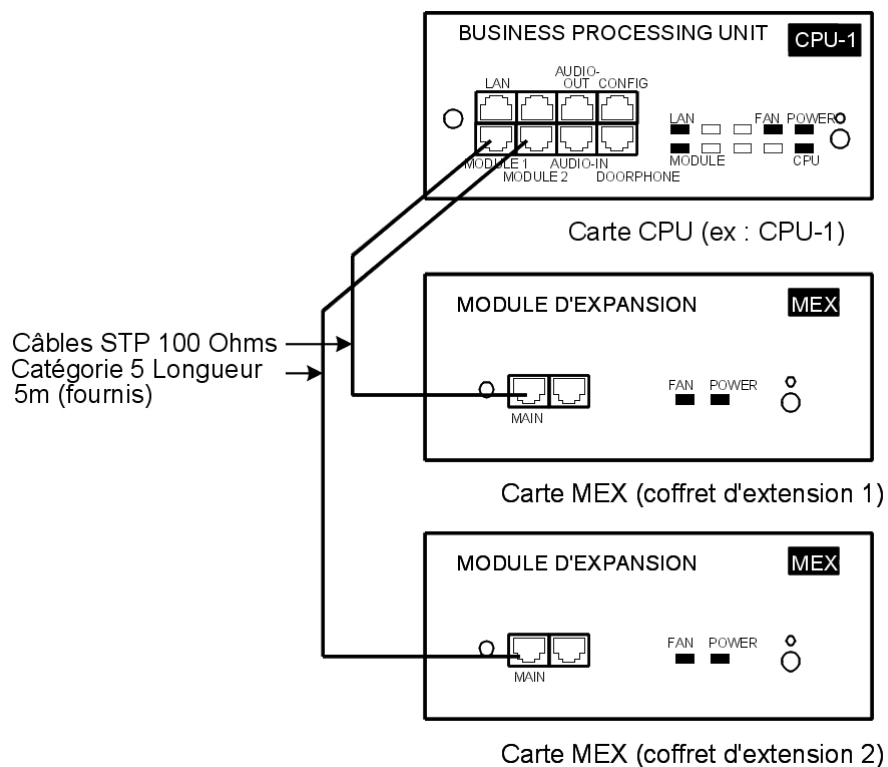 BUSINESS PROCESSING UNIT
CPU-1
AUDIO-
LAN
OUT
CONFIG
LAN
FAN
POWER
MODULE 1
AUDIO-IN
MODULE 2
DOORPHONE
MODULE
CPU
Carte CPU (ex : CPU-1)
MODULE D'EXPANSION
MEX
Câbles STP 100 Ohms
Catégorie 5 Longueur
5m (fournis)
FAN
POWER
MAIN
Carte MEX (coffret d'extension 1)
MODULE D'EXPANSION
MEX
FAN
POWER
MAIN
Carte MEX (coffret d'extension 2)